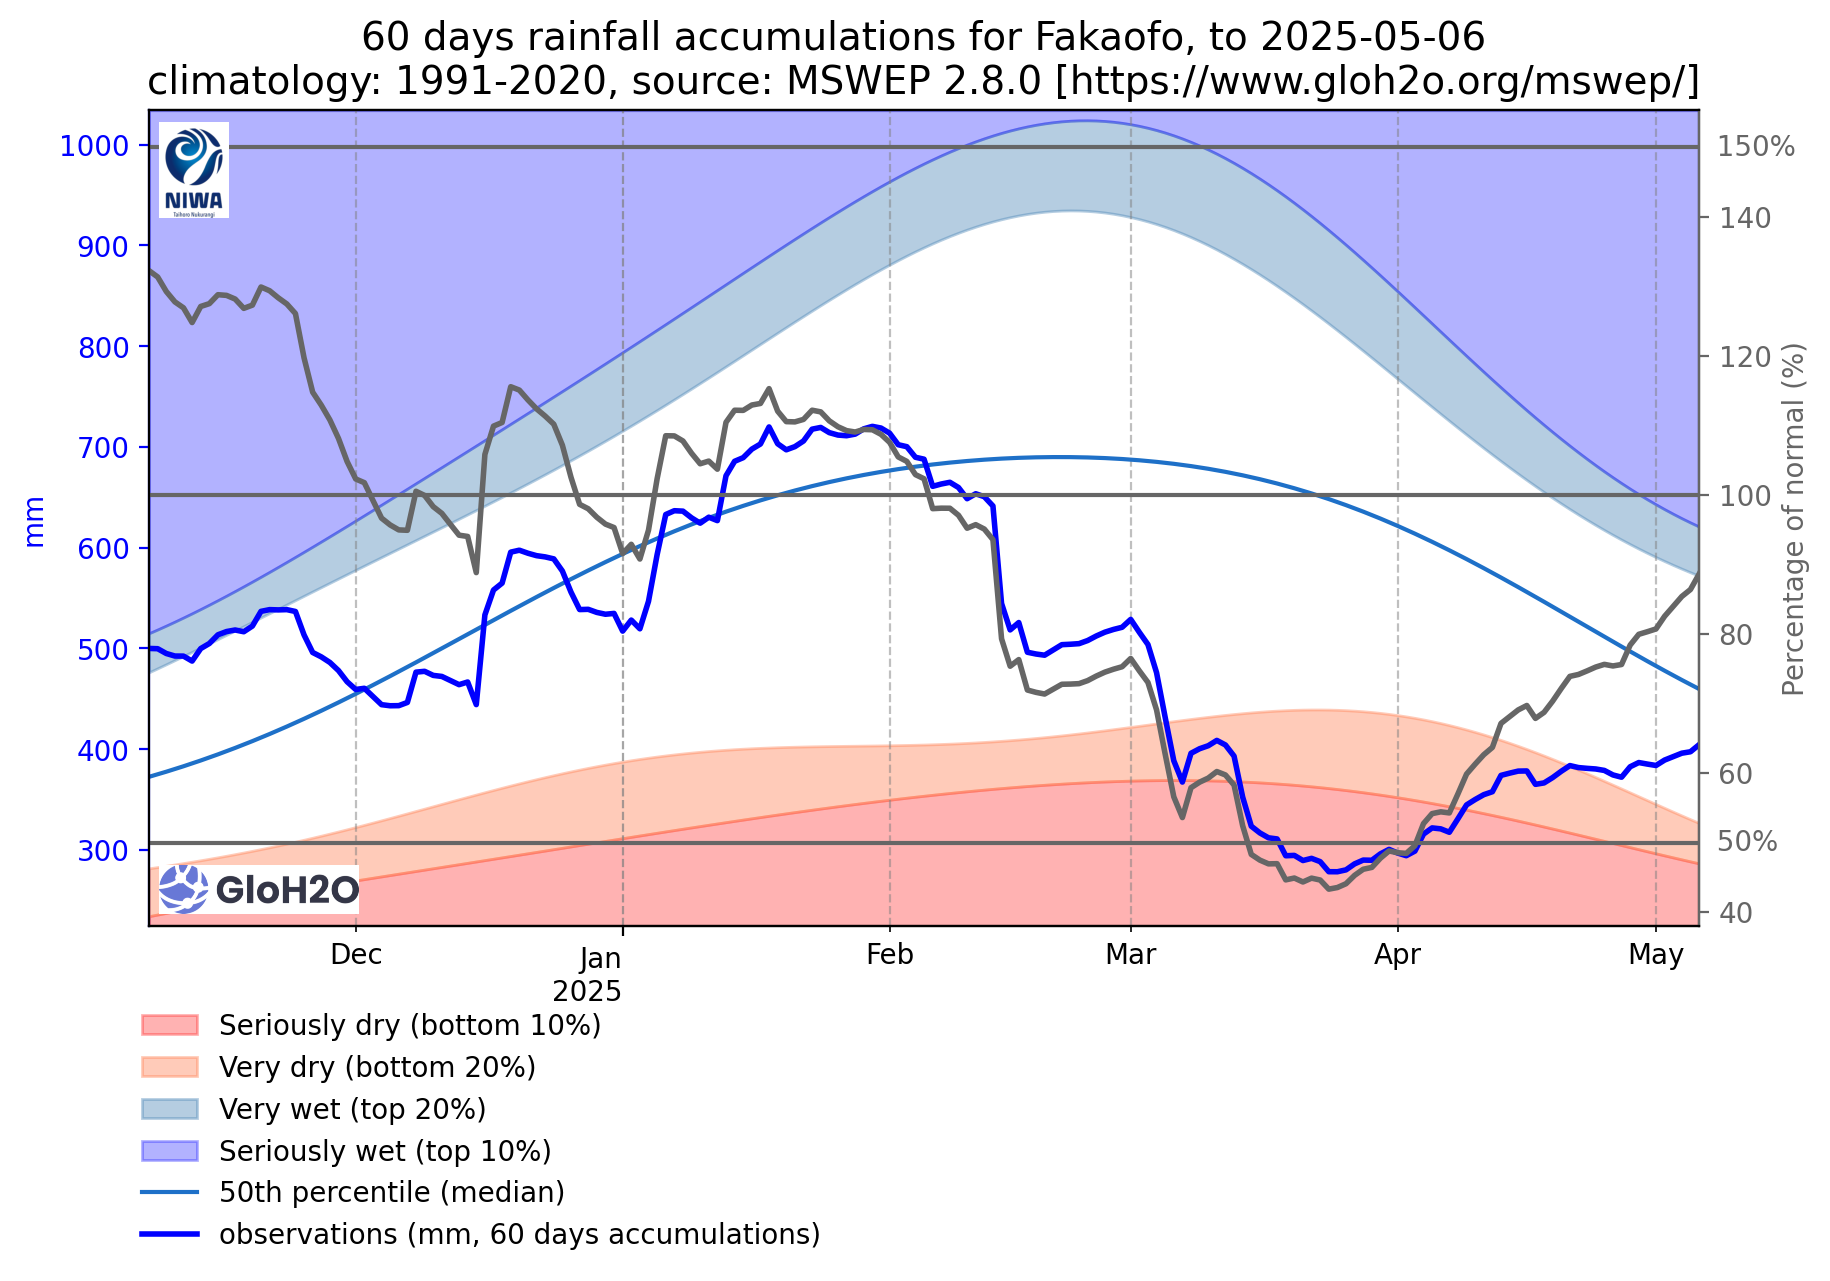 60 days rainfall accumulations for Fakaofo, to 2025-05-06
climatology: 1991-2020, source: MSWEP 2.8.0 [https://www.gloh2o.org/mswep/]
1000
900
800
700
600
500
400
300
mm
150%
140
120
100
80
60
50%
40
Percentage of normal (%)
NIWA
Taihoro Nukurangi
GloH2O
Dec
Jan
2025
Feb
Mar
Apr
May
Seriously dry (bottom 10%)
Very dry (bottom 20%)
Very wet (top 20%)
Seriously wet (top 10%)
50th percentile (median)
observations (mm, 60 days accumulations)